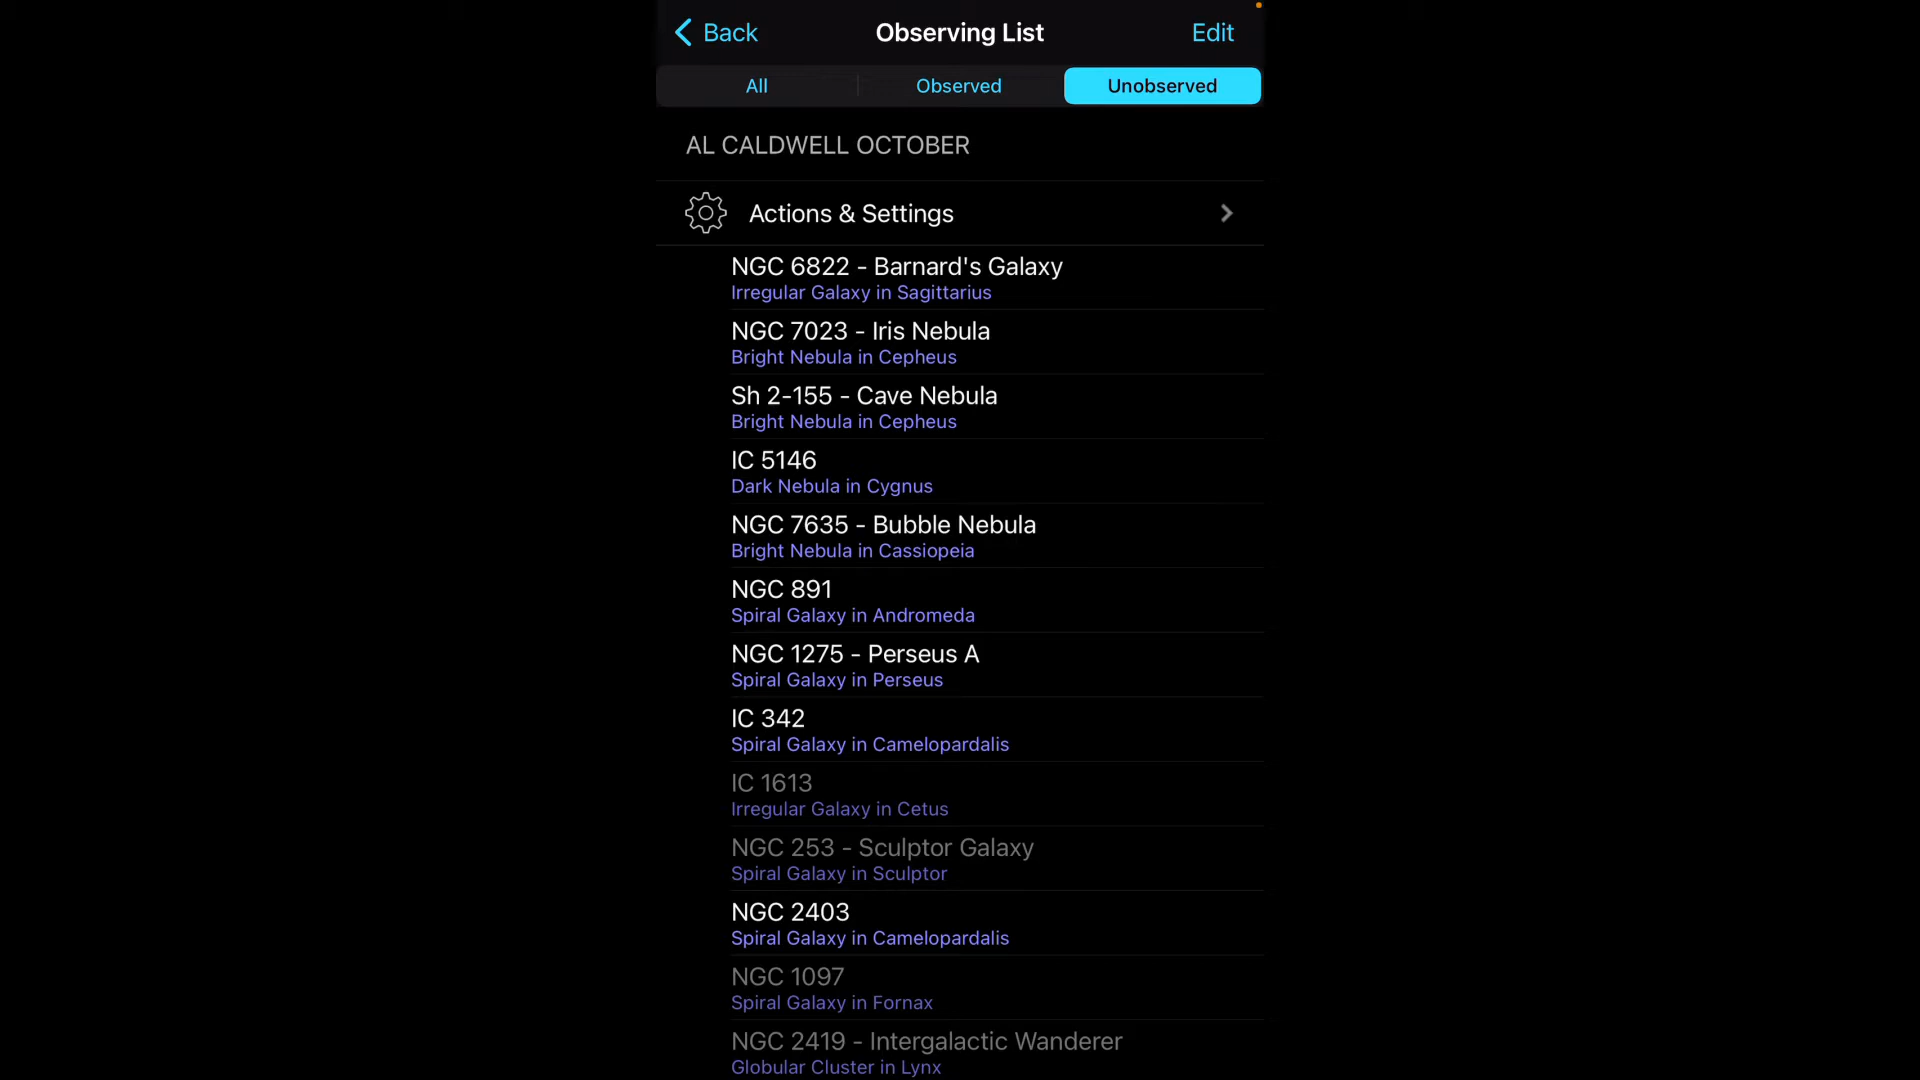 Back
Observing List
Edit
All
Observed
Unobserved
AL CALDWELL OCTOBER
Actions & Settings
NGC 6822 - Barnard's Galaxy
Irregular Galaxy in Sagittarius
NGC 7023 - Iris Nebula
Bright Nebula in Cepheus
Sh 2-155 - Cave Nebula
Bright Nebula in Cepheus
IC 5146
Dark Nebula in Cygnus
NGC 7635 - Bubble Nebula
Bright Nebula in Cassiopeia
NGC 891
Spiral Galaxy in Andromeda
NGC 1275 - Perseus A
Spiral Galaxy in Perseus
IC 342
Spiral Galaxy in Camelopardalis
IC 1613
Irregular Galaxy in Cetus
NGC 253 - Sculptor Galaxy
Spiral Galaxy in Sculptor
NGC 2403
Spiral Galaxy in Camelopardalis
NGC 1097
Spiral Galaxy in Fornax
NGC 2419 - Intergalactic Wanderer
Globular Cluster in Lynx